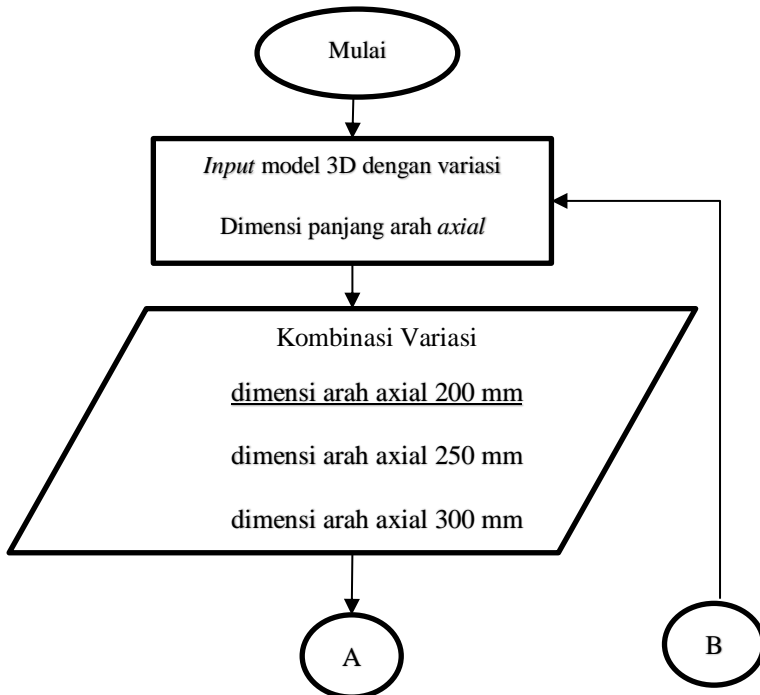 Mulai
Input model 3D dengan variasi
Dimensi panjang arah axial
Kombinasi Variasi
dimensi arah axial 200 mm
dimensi arah axial 250 mm
dimensi arah axial 300 mm
A
B